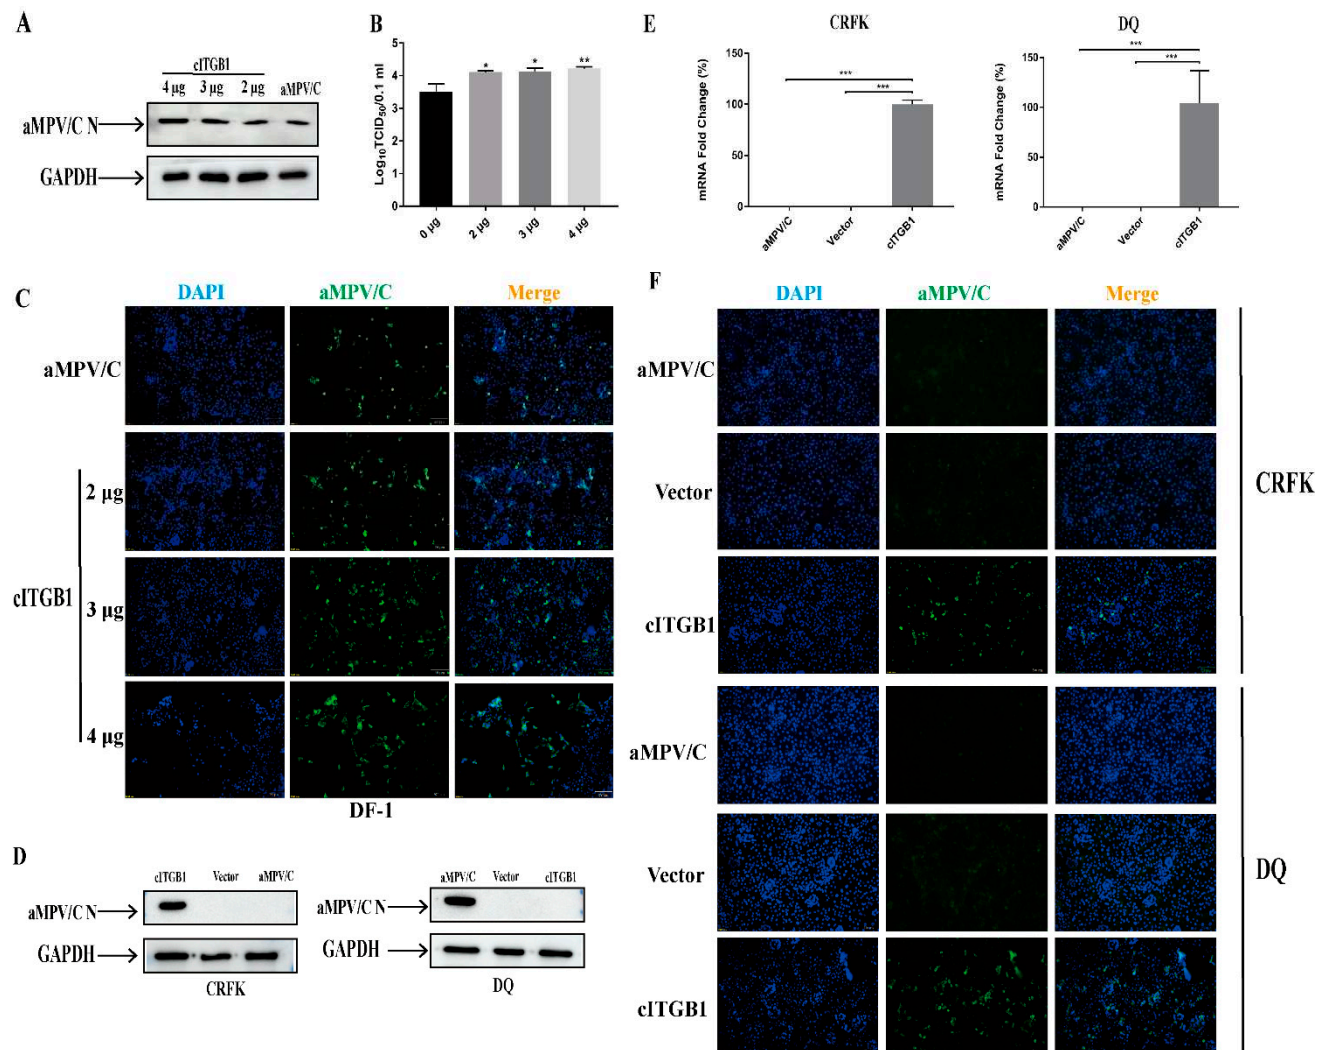 A
cITGB1
4 μg 3 μg 2 μg aMPV/C
aMPV/C N
GAPDH
B
Log10TCID50/0.1 ml
5
4
3
2
1
0
* * **
0 μg 2 μg 3 μg 4 μg
E
CRFK
mRNA Fold Change (%)
150
100
50
0
***
***
aMPV/C Vector cITGB1
DQ
mRNA Fold Change (%)
150
100
50
0
***
***
aMPV/C Vector cITGB1
C
DAPI aMPV/C Merge
aMPV/C
cITGB1
2 μg
3 μg
4 μg
DF-1
D
cITGB1 Vector aMPV/C
aMPV/C N
GAPDH
CRFK
aMPV/C Vector cITGB1
aMPV/C N
GAPDH
DQ
F
DAPI aMPV/C Merge
aMPV/C
Vector
cITGB1
CRFK
aMPV/C
Vector
cITGB1
DQ